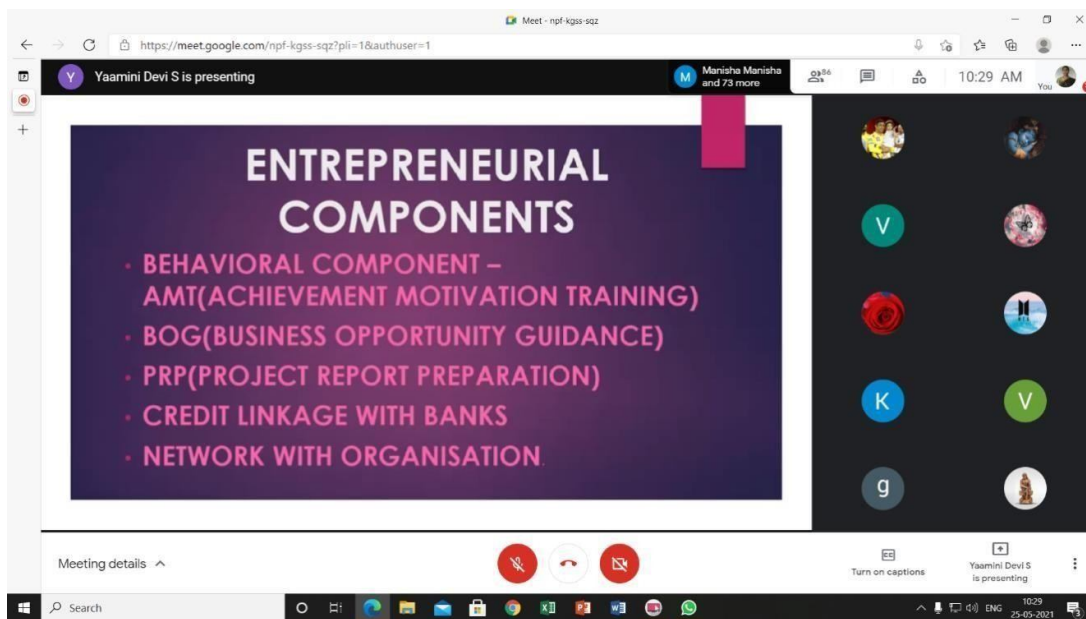 Meet - npf-kgss-sqz
https://meet.google.com/npf-kgss-sqz?pli=1&authuser=1
Y
Yaamini Devi S is presenting
M
Manisha Manisha
and 73 more
86
10:29 AM
You
ENTREPRENEURIAL
COMPONENTS
▪ BEHAVIORAL COMPONENT –
AMT(ACHIEVEMENT MOTIVATION TRAINING)
▪ BOG(BUSINESS OPPORTUNITY GUIDANCE)
▪ PRP(PROJECT REPORT PREPARATION)
▪ CREDIT LINKAGE WITH BANKS
▪ NETWORK WITH ORGANISATION.
V
K
V
g
Meeting details
CC
Turn on captions
Yaamini Devi S
is presenting
Search
ENG
10:29
25-05-2021
3